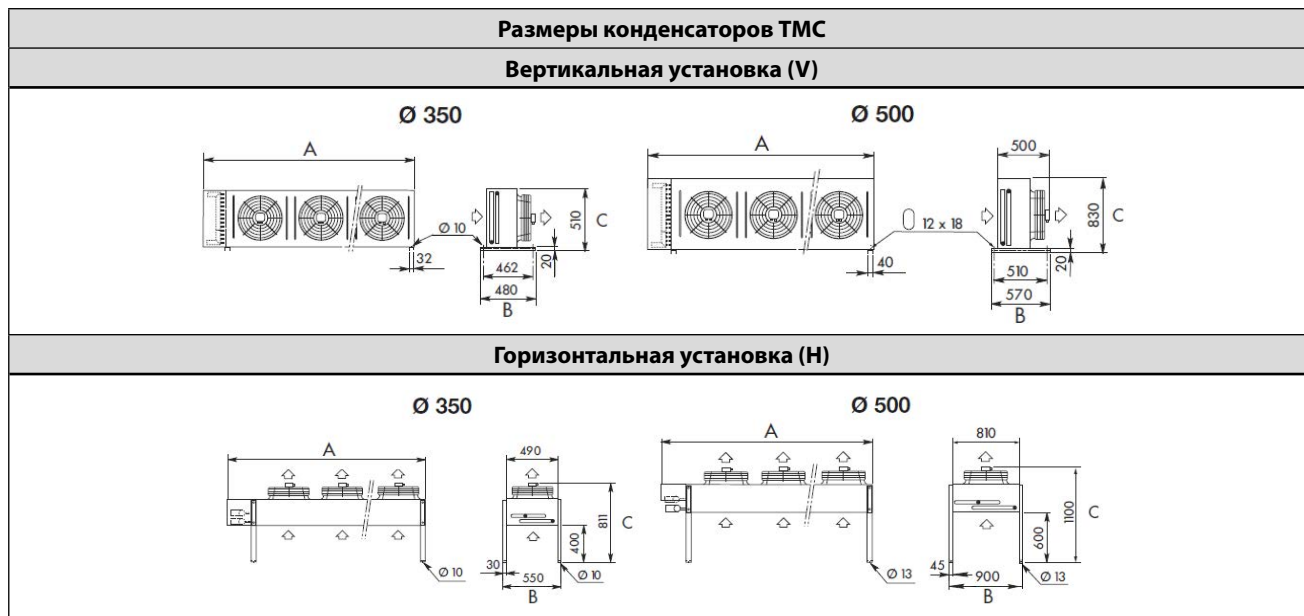 Размеры конденсаторов ТМС
Вертикальная установка (V)
Ø 350
Ø 500
A
Ø 10
32
510
C
20
462
480
B
A
12 x 18
40
500
830
C
20
510
570
B
Горизонтальная установка (H)
Ø 350
Ø 500
A
Ø 10
490
811
C
400
30
550
Ø 10
B
A
Ø 13
810
1100
C
600
45
900
Ø 13
B